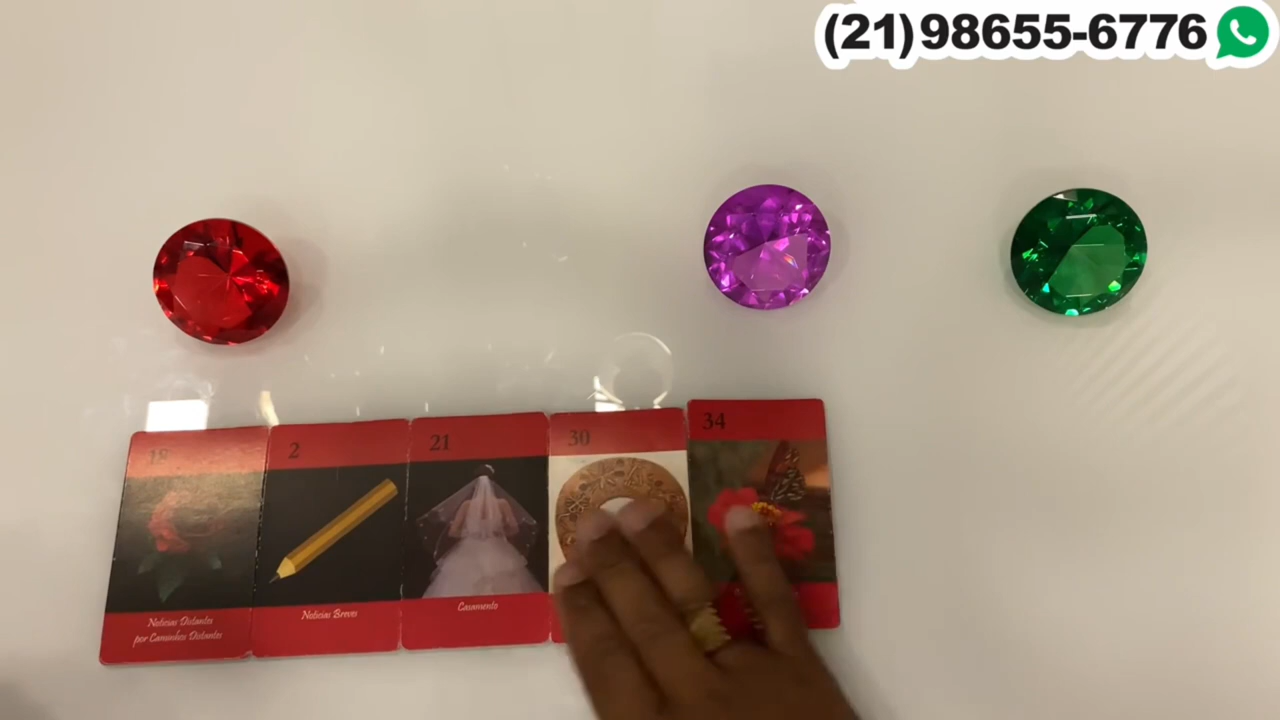 (21)98655-6776
18
2
21
30
34
Notícias Distantes
por Caminhos Distantes
Notícias Breves
Casamento